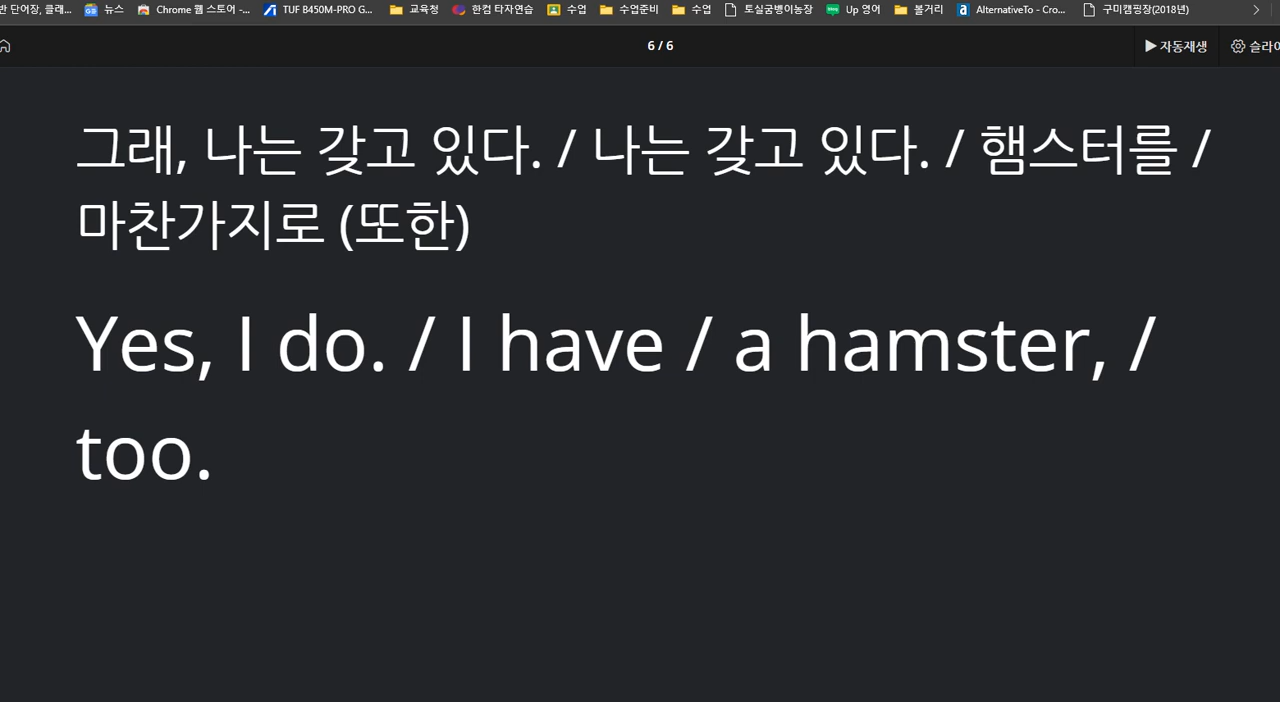 반 단어장, 클래... 뉴스 Chrome 웹 스토어 -... TUF B450M-PRO G... 교육청 한컴 타자연습 수업 수업준비 수업 토실굼벵이농장 Up 영어 볼거리 AlternativeTo - Cro... 구미캠핑장(2018년)
6 / 6 자동재생 슬라이
그래, 나는 갖고 있다. / 나는 갖고 있다. / 햄스터를 /
마찬가지로 (또한)
Yes, I do. / I have / a hamster, /
too.